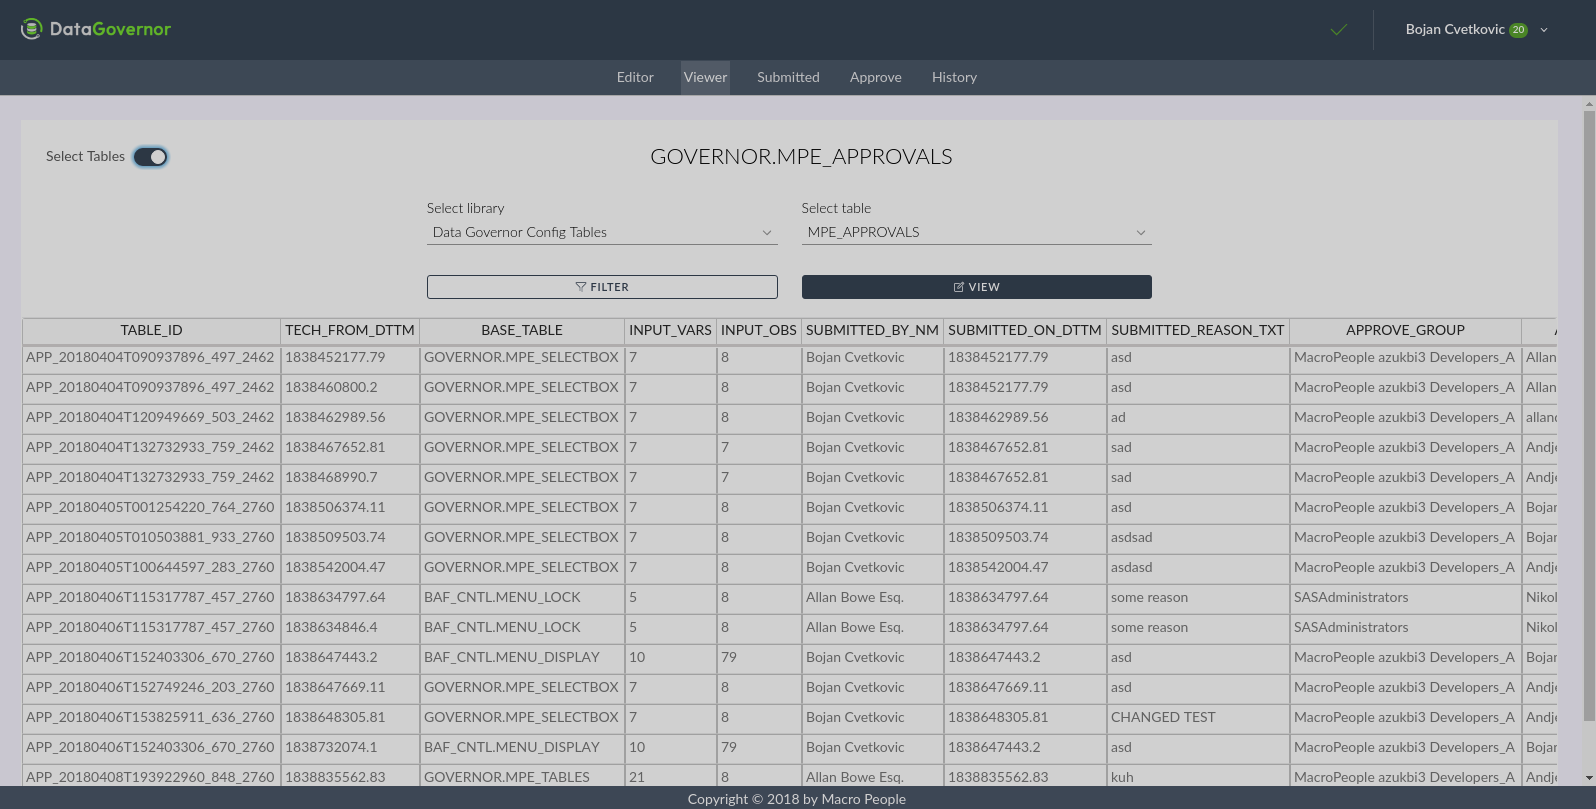 DataGovernor
Bojan Cvetkovic 20
Editor Viewer Submitted Approve History
Select Tables
GOVERNOR.MPE_APPROVALS
Select library Select table
Data Governor Config Tables MPE_APPROVALS
FILTER VIEW
TABLE_ID TECH_FROM_DTTM BASE_TABLE INPUT_VARS INPUT_OBS SUBMITTED_BY_NM SUBMITTED_ON_DTTM SUBMITTED_REASON_TXT APPROVE_GROUP
APP_20180404T090937896_497_2462 1838452177.79 GOVERNOR.MPE_SELECTBOX 7 8 Bojan Cvetkovic 1838452177.79 asd MacroPeople azukbi3 Developers_A Allan
APP_20180404T090937896_497_2462 1838460800.2 GOVERNOR.MPE_SELECTBOX 7 8 Bojan Cvetkovic 1838452177.79 asd MacroPeople azukbi3 Developers_A Allan
APP_20180404T120949669_503_2462 1838462989.56 GOVERNOR.MPE_SELECTBOX 7 8 Bojan Cvetkovic 1838462989.56 ad MacroPeople azukbi3 Developers_A
APP_20180404T132732933_759_2462 1838467652.81 GOVERNOR.MPE_SELECTBOX 7 7 Bojan Cvetkovic 1838467652.81 sad MacroPeople azukbi3 Developers_A Andje
APP_20180404T132732933_759_2462 1838468990.7 GOVERNOR.MPE_SELECTBOX 7 7 Bojan Cvetkovic 1838467652.81 sad MacroPeople azukbi3 Developers_A Andje
APP_20180405T001254220_764_2760 1838506374.11 GOVERNOR.MPE_SELECTBOX 7 8 Bojan Cvetkovic 1838506374.11 asd MacroPeople azukbi3 Developers_A Bojan
APP_20180405T010503881_933_2760 1838509503.74 GOVERNOR.MPE_SELECTBOX 7 8 Bojan Cvetkovic 1838509503.74 asdsad MacroPeople azukbi3 Developers_A Bojan
APP_20180405T100644597_283_2760 1838542004.47 GOVERNOR.MPE_SELECTBOX 7 8 Bojan Cvetkovic 1838542004.47 asdasd MacroPeople azukbi3 Developers_A Andje
APP_20180406T115317787_457_2760 1838634797.64 BAF_CNTL.MENU_LOCK 5 8 Allan Bowe Esq. 1838634797.64 some reason SASAdministrators Nikol
APP_20180406T115317787_457_2760 1838634846.4 BAF_CNTL.MENU_LOCK 5 8 Allan Bowe Esq. 1838634797.64 some reason SASAdministrators Nikol
APP_20180406T152403306_670_2760 1838647443.2 BAF_CNTL.MENU_DISPLAY 10 79 Bojan Cvetkovic 1838647443.2 asd MacroPeople azukbi3 Developers_A Bojan
APP_20180406T152749246_203_2760 1838647669.11 GOVERNOR.MPE_SELECTBOX 7 8 Bojan Cvetkovic 1838647669.11 asd MacroPeople azukbi3 Developers_A Andje
APP_20180406T153825911_636_2760 1838648305.81 GOVERNOR.MPE_SELECTBOX 7 8 Bojan Cvetkovic 1838648305.81 CHANGED TEST MacroPeople azukbi3 Developers_A Andje
APP_20180406T152403306_670_2760 1838732074.1 BAF_CNTL.MENU_DISPLAY 10 79 Bojan Cvetkovic 1838647443.2 asd MacroPeople azukbi3 Developers_A Bojan
APP_20180408T193922960_848_2760 1838835562.83 GOVERNOR.MPE_TABLES 21 8 Allan Bowe Esq. 1838835562.83 kuh MacroPeople azukbi3 Developers_A Andje
Copyright © 2018 by Macro People